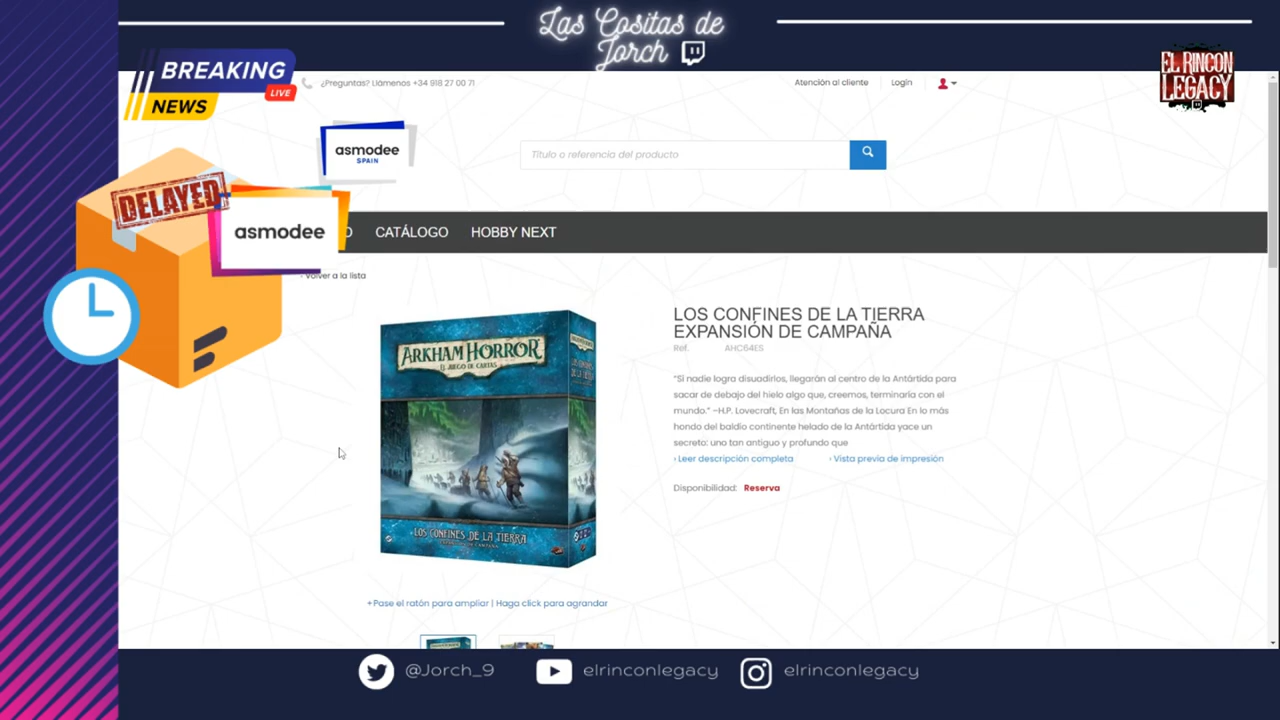 Las Cositas de
Jorch
BREAKING
LIVE
NEWS
¿Preguntas? Llámenos +34 918 27 00 71
Atención al cliente
Login
EL RINCON
LEGACY
asmodee
SPAIN
Título o referencia del producto
DELAYED
asmodee
O
CATÁLOGO
HOBBY NEXT
‹ Volver a la lista
LOS CONFINES DE LA TIERRA
EXPANSIÓN DE CAMPAÑA
Ref.
AHC64ES
ARKHAM HORROR
EL JUEGO DE CARTAS
"Si nadie logra disuadirlos, llegarán al centro de la Antártida para
sacar de debajo del hielo algo que, creemos, terminaría con el
mundo." –H.P. Lovecraft, En las Montañas de la Locura En lo más
hondo del baldío continente helado de la Antártida yace un
secreto: uno tan antiguo y profundo que
› Leer descripción completa
› Vista previa de impresión
Disponibilidad: Reserva
LOS CONFINES DE LA TIERRA
EXPANSIÓN DE CAMPAÑA
+Pase el ratón para ampliar | Haga click para agrandar
@Jorch_9
elrinconlegacy
elrinconlegacy